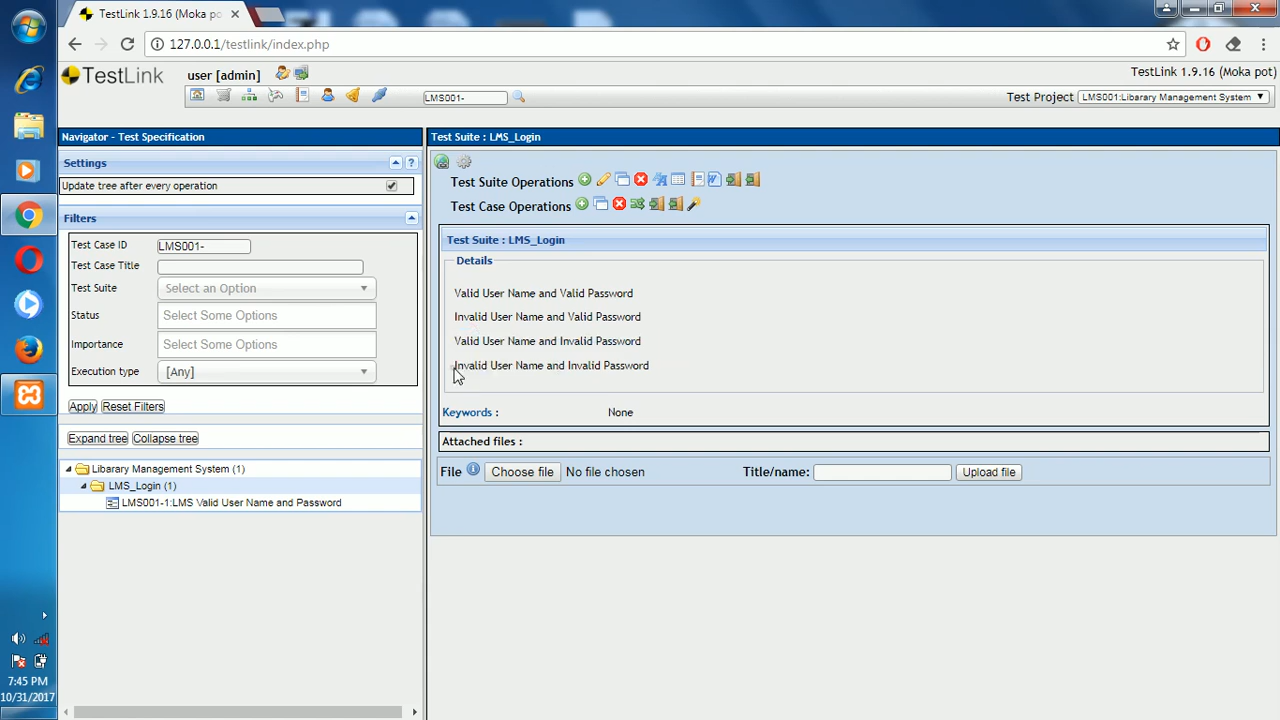 TestLink 1.9.16 (Moka pot)
127.0.0.1/testlink/index.php
TestLink
user [admin]
TestLink 1.9.16 (Moka pot)
LMS001-
Test Project
LMS001:Libarary Management System
Navigator - Test Specification
Settings
?
Update tree after every operation
Filters
Test Case ID
LMS001-
Test Case Title
Test Suite
Select an Option
Status
Select Some Options
Importance
Select Some Options
Execution type
[Any]
Apply
Reset Filters
Expand tree
Collapse tree
Libarary Management System (1)
LMS_Login (1)
LMS001-1:LMS Valid User Name and Password
Test Suite : LMS_Login
Test Suite Operations
Test Case Operations
Test Suite : LMS_Login
Details
Valid User Name and Valid Password
Invalid User Name and Valid Password
Valid User Name and Invalid Password
Invalid User Name and Invalid Password
Keywords :
None
Attached files :
File
Choose file
No file chosen
Title/name:
Upload file
7:45 PM
10/31/2017